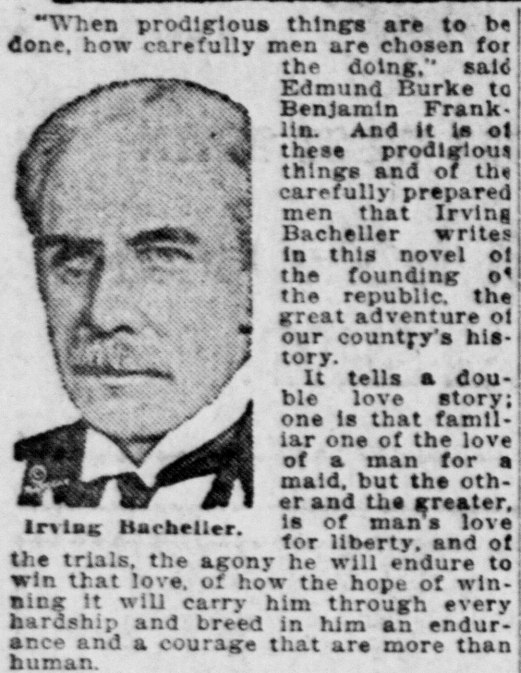 "When prodigious things are to be
done, how carefully men are chosen for
the doing," said
Edmund Burke to
Benjamin Frank-
lin. And it is of
these prodigious
things and of the
carefully prepared
men that Irving
Bacheller writes
in this novel of
the founding of
the republic, the
great adventure of
our country's his-
tory.
It tells a dou-
ble love story;
one is that famil-
iar one of the love
of a man for a
maid, but the oth-
er and the greater,
is of man's love
for liberty, and of
Irving Bacheller.
the trials, the agony he will endure to
win that love, of how the hope of win-
ning it will carry him through every
hardship and breed in him an endur-
ance and a courage that are more than
human.